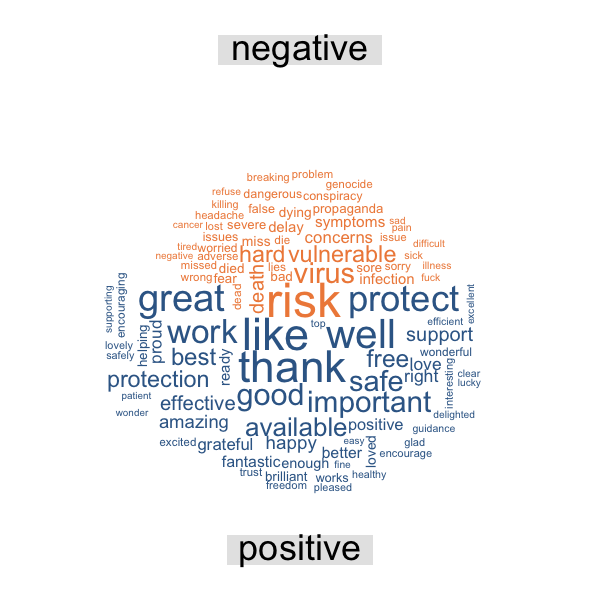 negative
breaking problem
genocide
refuse dangerous conspiracy
killing false dying propaganda
headache symptoms sad
cancer lost severe delay pain
issues miss die concerns issue
tired worried hard vulnerable difficult
negative adverse sick
missed died death lies virus sore sorry illness
wrong fear bad infection fuck
dead risk
supporting encouraging great protect excellent
proud work like top well efficient
helping support
lovely best free love wonderful
safely ready thank interesting
protection safe right clear
lucky
patient good important
effective
wonder amazing available positive delighted
guidance
excited grateful happy easy loved glad
better encourage
fantastic enough fine
trust brilliant works healthy
freedom pleased
positive